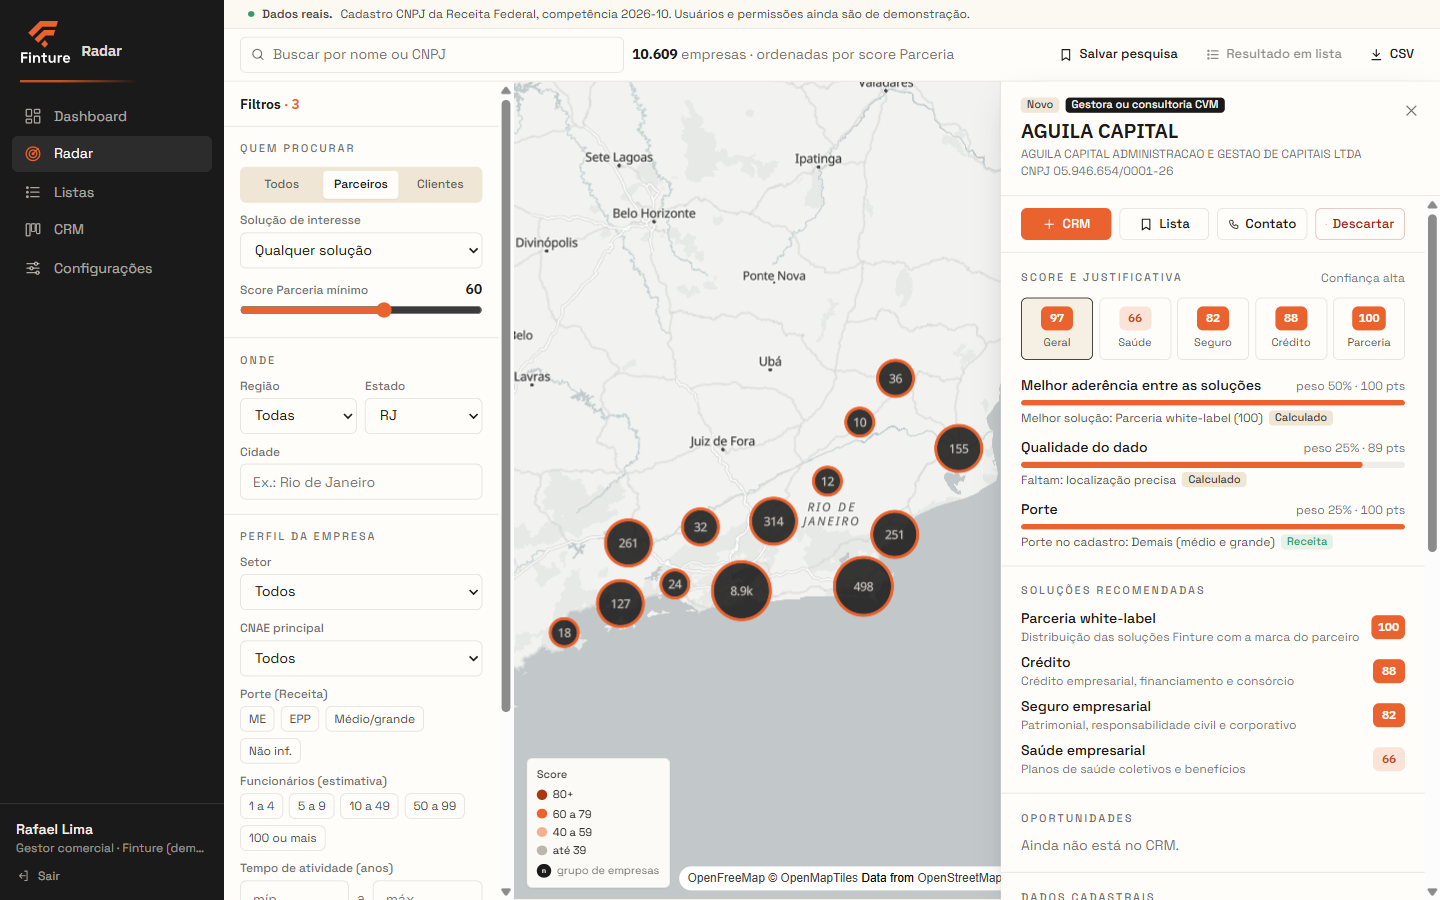 Finture Radar
Dashboard
Radar
Listas
CRM
Configurações
Rafael Lima
Gestor comercial · Finture (dem...
Sair
Dados reais. Cadastro CNPJ da Receita Federal, competência 2026-10. Usuários e permissões ainda são de demonstração.
Buscar por nome ou CNPJ
10.609 empresas · ordenadas por score Parceria
Salvar pesquisa
Resultado em lista
CSV
Filtros · 3
QUEM PROCURAR
Todos Parceiros Clientes
Solução de interesse
Qualquer solução
Score Parceria mínimo 60
ONDE
Região Estado
Todas RJ
Cidade
Ex.: Rio de Janeiro
PERFIL DA EMPRESA
Setor
Todos
CNAE principal
Todos
Porte (Receita)
ME EPP Médio/grande
Não inf.
Funcionários (estimativa)
1 a 4 5 a 9 10 a 49 50 a 99
100 ou mais
Tempo de atividade (anos)
mín a máx
Valadares
Sete Lagoas
Ipatinga
Belo Horizonte
Divinópolis
Ponte Nova
Belo
Ubá
Lavras
36
10
Juiz de Fora
155
12
RIO DE
JANEIRO
32
314
251
261
24
8.9k
498
127
18
Score
80+
60 a 79
40 a 59
até 39
n grupo de empresas
OpenFreeMap © OpenMapTiles Data from OpenStreetMap
Novo Gestora ou consultoria CVM
AGUILA CAPITAL
AGUILA CAPITAL ADMINISTRACAO E GESTAO DE CAPITAIS LTDA
CNPJ 05.946.654/0001-26
CRM
Lista
Contato
Descartar
SCORE E JUSTIFICATIVA Confiança alta
97 66 82 88 100
Geral Saúde Seguro Crédito Parceria
Melhor aderência entre as soluções peso 50% · 100 pts
Melhor solução: Parceria white-label (100) Calculado
Qualidade do dado peso 25% · 89 pts
Faltam: localização precisa Calculado
Porte peso 25% · 100 pts
Porte no cadastro: Demais (médio e grande) Receita
SOLUÇÕES RECOMENDADAS
Parceria white-label 100
Distribuição das soluções Finture com a marca do parceiro
Crédito 88
Crédito empresarial, financiamento e consórcio
Seguro empresarial 82
Patrimonial, responsabilidade civil e corporativo
Saúde empresarial 66
Planos de saúde coletivos e benefícios
OPORTUNIDADES
Ainda não está no CRM.
DADOS CADASTRAIS